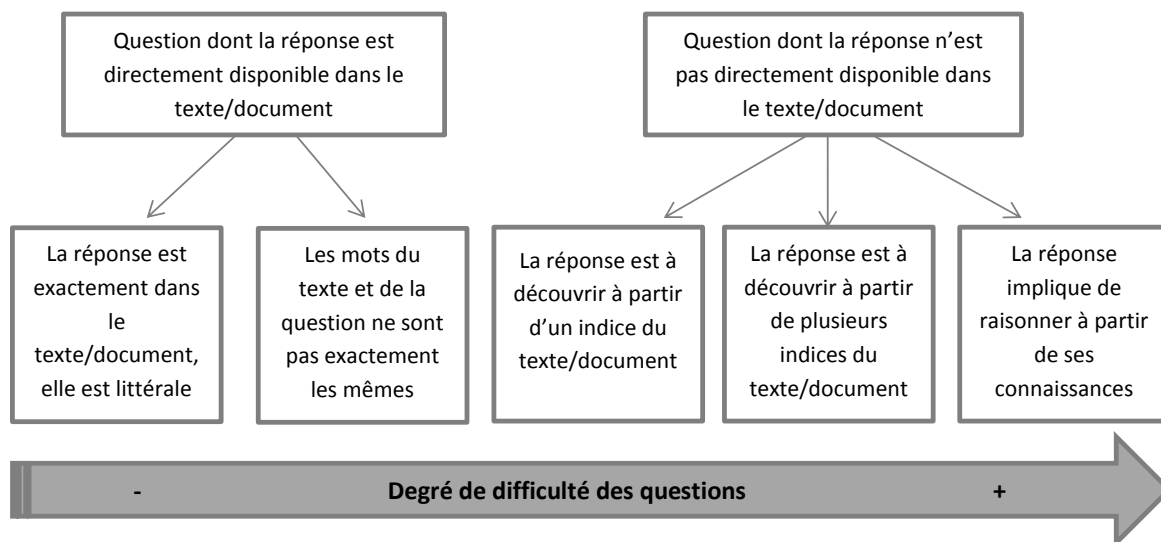 Question dont la réponse est
directement disponible dans le
texte/document
Question dont la réponse n’est
pas directement disponible dans
le texte/document
La réponse est
exactement dans
le
texte/document,
elle est littérale
Les mots du
texte et de la
question ne sont
pas exactement
les mêmes
La réponse est à
découvrir à partir
d’un indice du
texte/document
La réponse est à
découvrir à partir
de plusieurs
indices du
texte/document
La réponse
implique de
raisonner à partir
de ses
connaissances
- Degré de difficulté des questions +